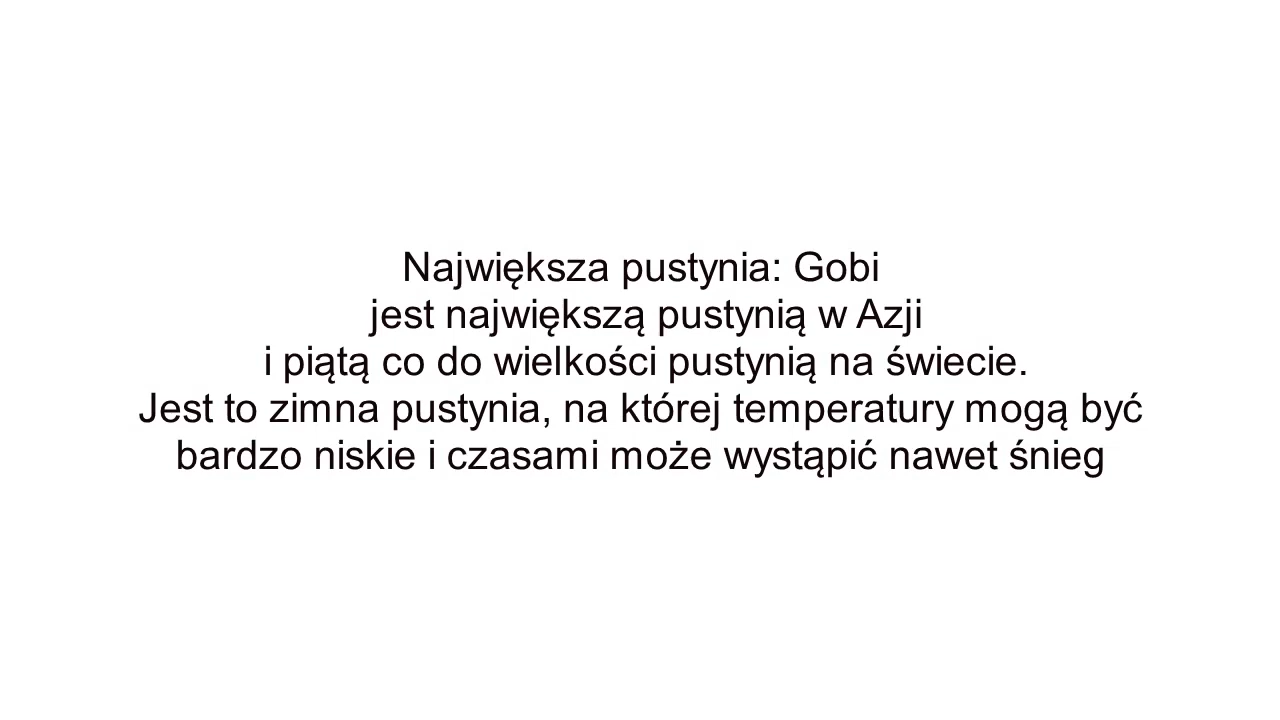 Największa pustynia: Gobi
jest największą pustynią w Azji
i piątą co do wielkości pustynią na świecie.
Jest to zimna pustynia, na której temperatury mogą być
bardzo niskie i czasami może wystąpić nawet śnieg